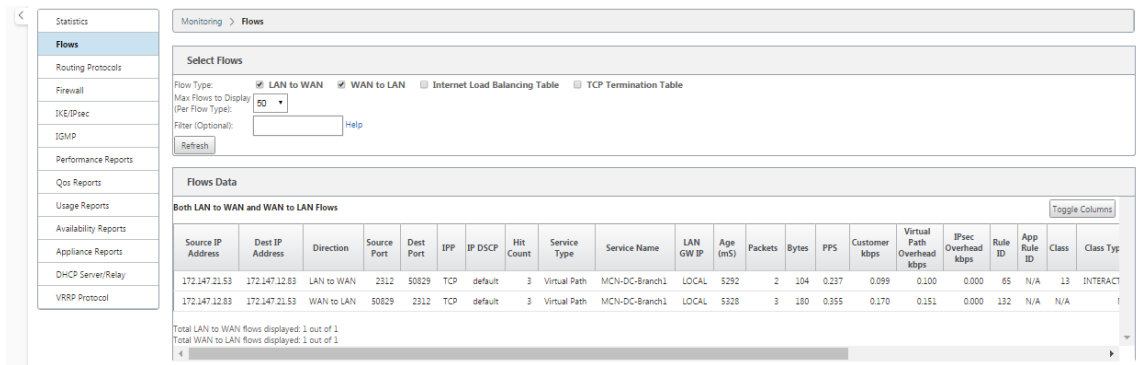 Statistics
Flows
Routing Protocols
Firewall
IKE/IPsec
IGMP
Performance Reports
Qos Reports
Usage Reports
Availability Reports
Appliance Reports
DHCP Server/Relay
VRRP Protocol
Monitoring > Flows
Select Flows
Flow Type: LAN to WAN WAN to LAN Internet Load Balancing Table TCP Termination Table
Max Flows to Display (Per Flow Type): 50
Filter (Optional): Help
Refresh
Flows Data
Both LAN to WAN and WAN to LAN Flows Toggle Columns
Source IP Address Dest IP Address Direction Source Port Dest Port IPP IP DSCP Hit Count Service Type Service Name LAN GW IP Age (mS) Packets Bytes PPS Customer kbps Virtual Path Overhead kbps IPsec Overhead kbps Rule ID App Rule ID Class Class Typ
172.147.21.53 172.147.12.83 LAN to WAN 2312 50829 TCP default 3 Virtual Path MCN-DC-Branch1 LOCAL 5292 2 104 0.237 0.099 0.100 0.000 65 N/A 13 INTERACT
172.147.12.83 172.147.21.53 WAN to LAN 50829 2312 TCP default 3 Virtual Path MCN-DC-Branch1 LOCAL 5328 3 180 0.355 0.170 0.151 0.000 132 N/A N/A
Total LAN to WAN flows displayed: 1 out of 1
Total WAN to LAN flows displayed: 1 out of 1